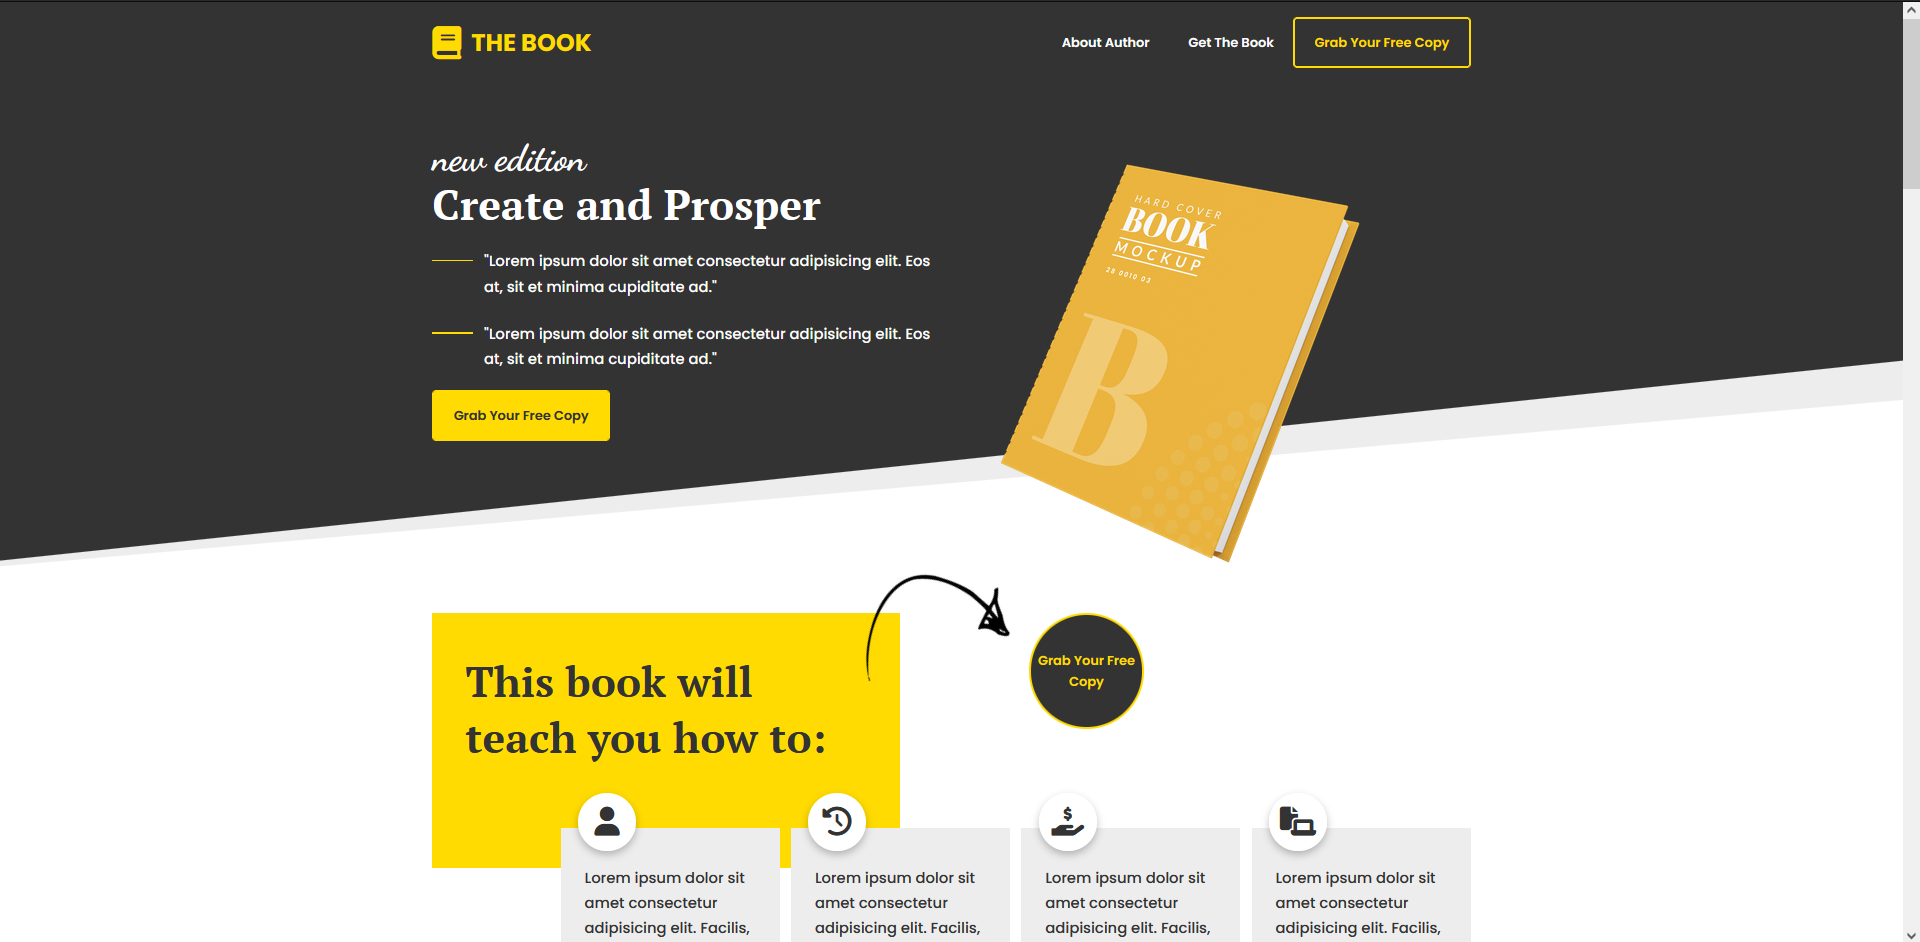 THE BOOK
About Author
Get The Book
Grab Your Free Copy
new edition
Create and Prosper
"Lorem ipsum dolor sit amet consectetur adipisicing elit. Eos
at, sit et minima cupiditate ad."
"Lorem ipsum dolor sit amet consectetur adipisicing elit. Eos
at, sit et minima cupiditate ad."
Grab Your Free Copy
HARD COVER
BOOK
MOCKUP
28 0010 03
B
This book will
teach you how to:
Grab Your Free
Copy
Lorem ipsum dolor sit
amet consectetur
adipisicing elit. Facilis,
Lorem ipsum dolor sit
amet consectetur
adipisicing elit. Facilis,
Lorem ipsum dolor sit
amet consectetur
adipisicing elit. Facilis,
Lorem ipsum dolor sit
amet consectetur
adipisicing elit. Facilis,